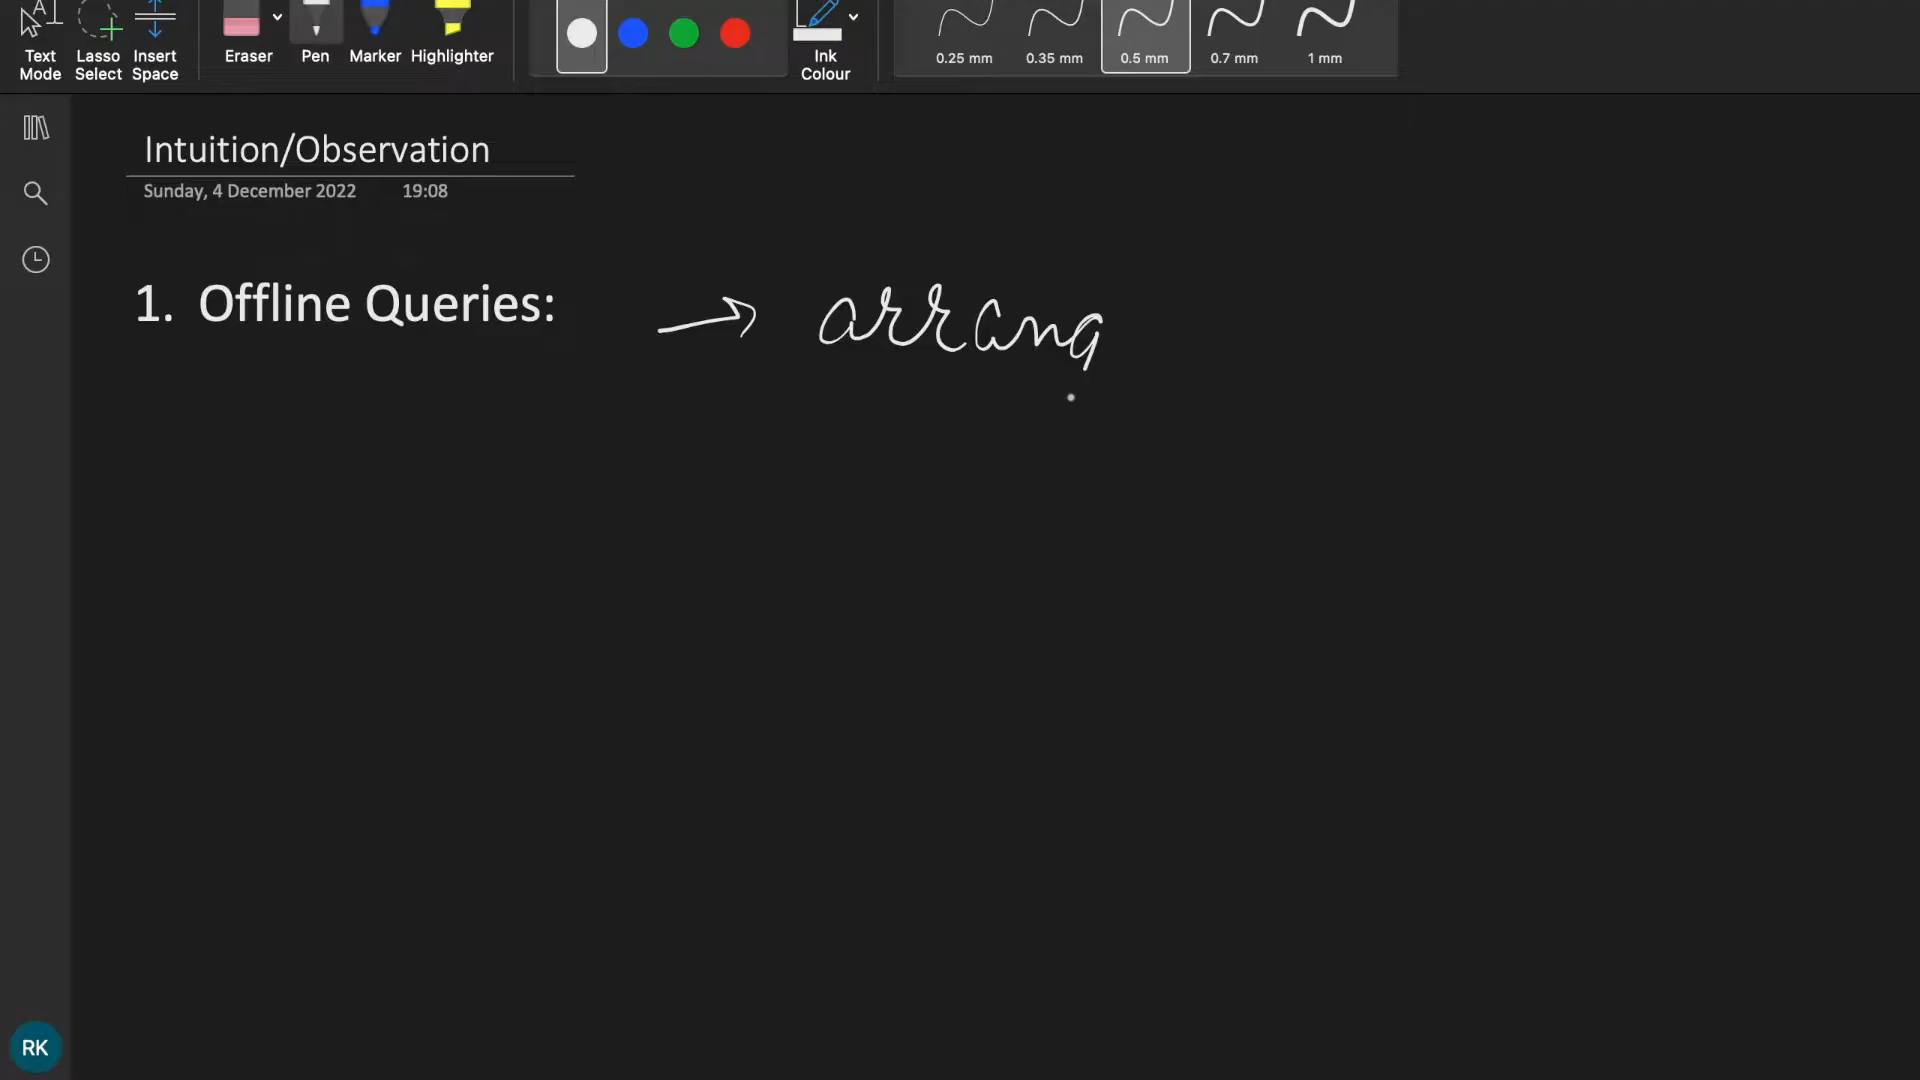 Text Mode
Lasso Select
Insert Space
Eraser
Pen
Marker
Highlighter
Ink Colour
0.25 mm
0.35 mm
0.5 mm
0.7 mm
1 mm
Intuition/Observation
Sunday, 4 December 2022 19:08
1. Offline Queries: → arrang
RK